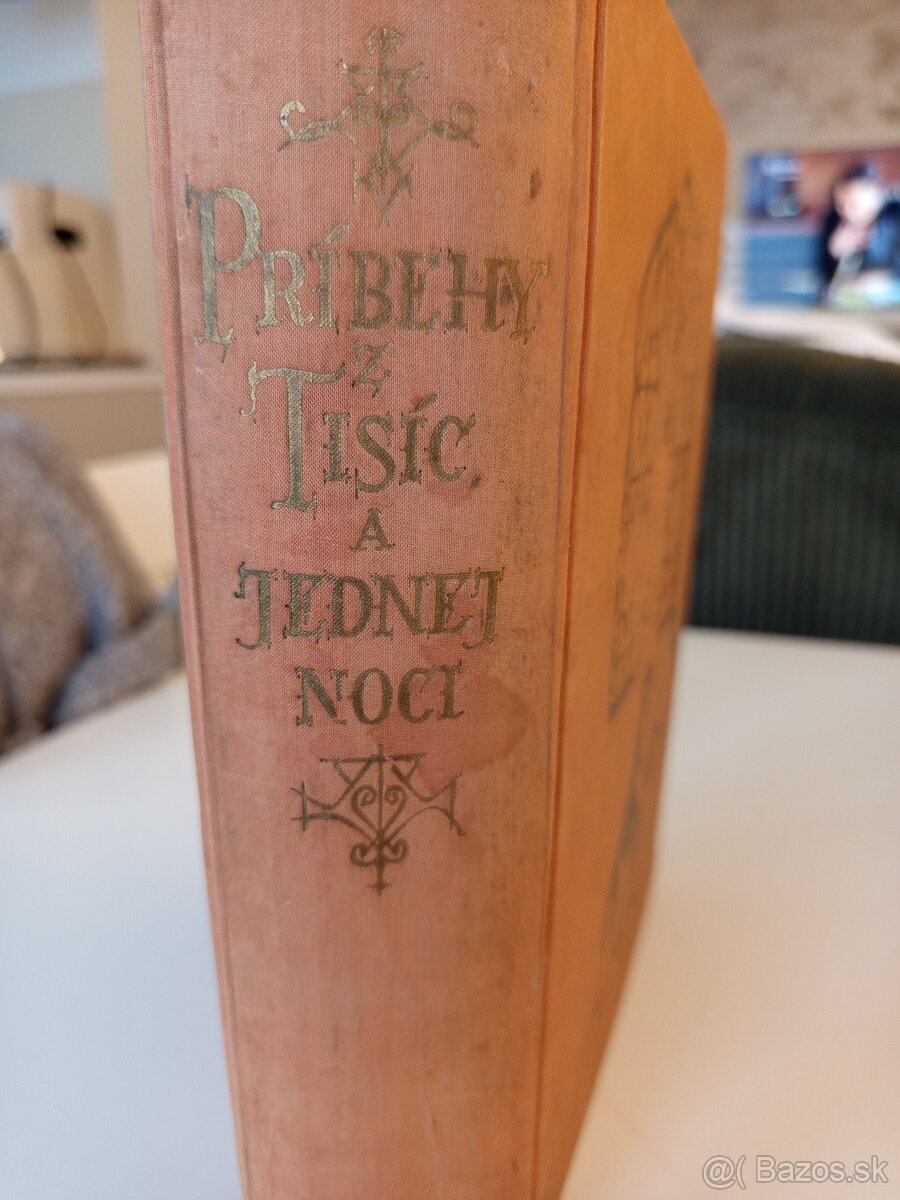 PRÍBEHY
Z
TISÍC
A
JEDNEJ
NOCI
@( Bazos.sk